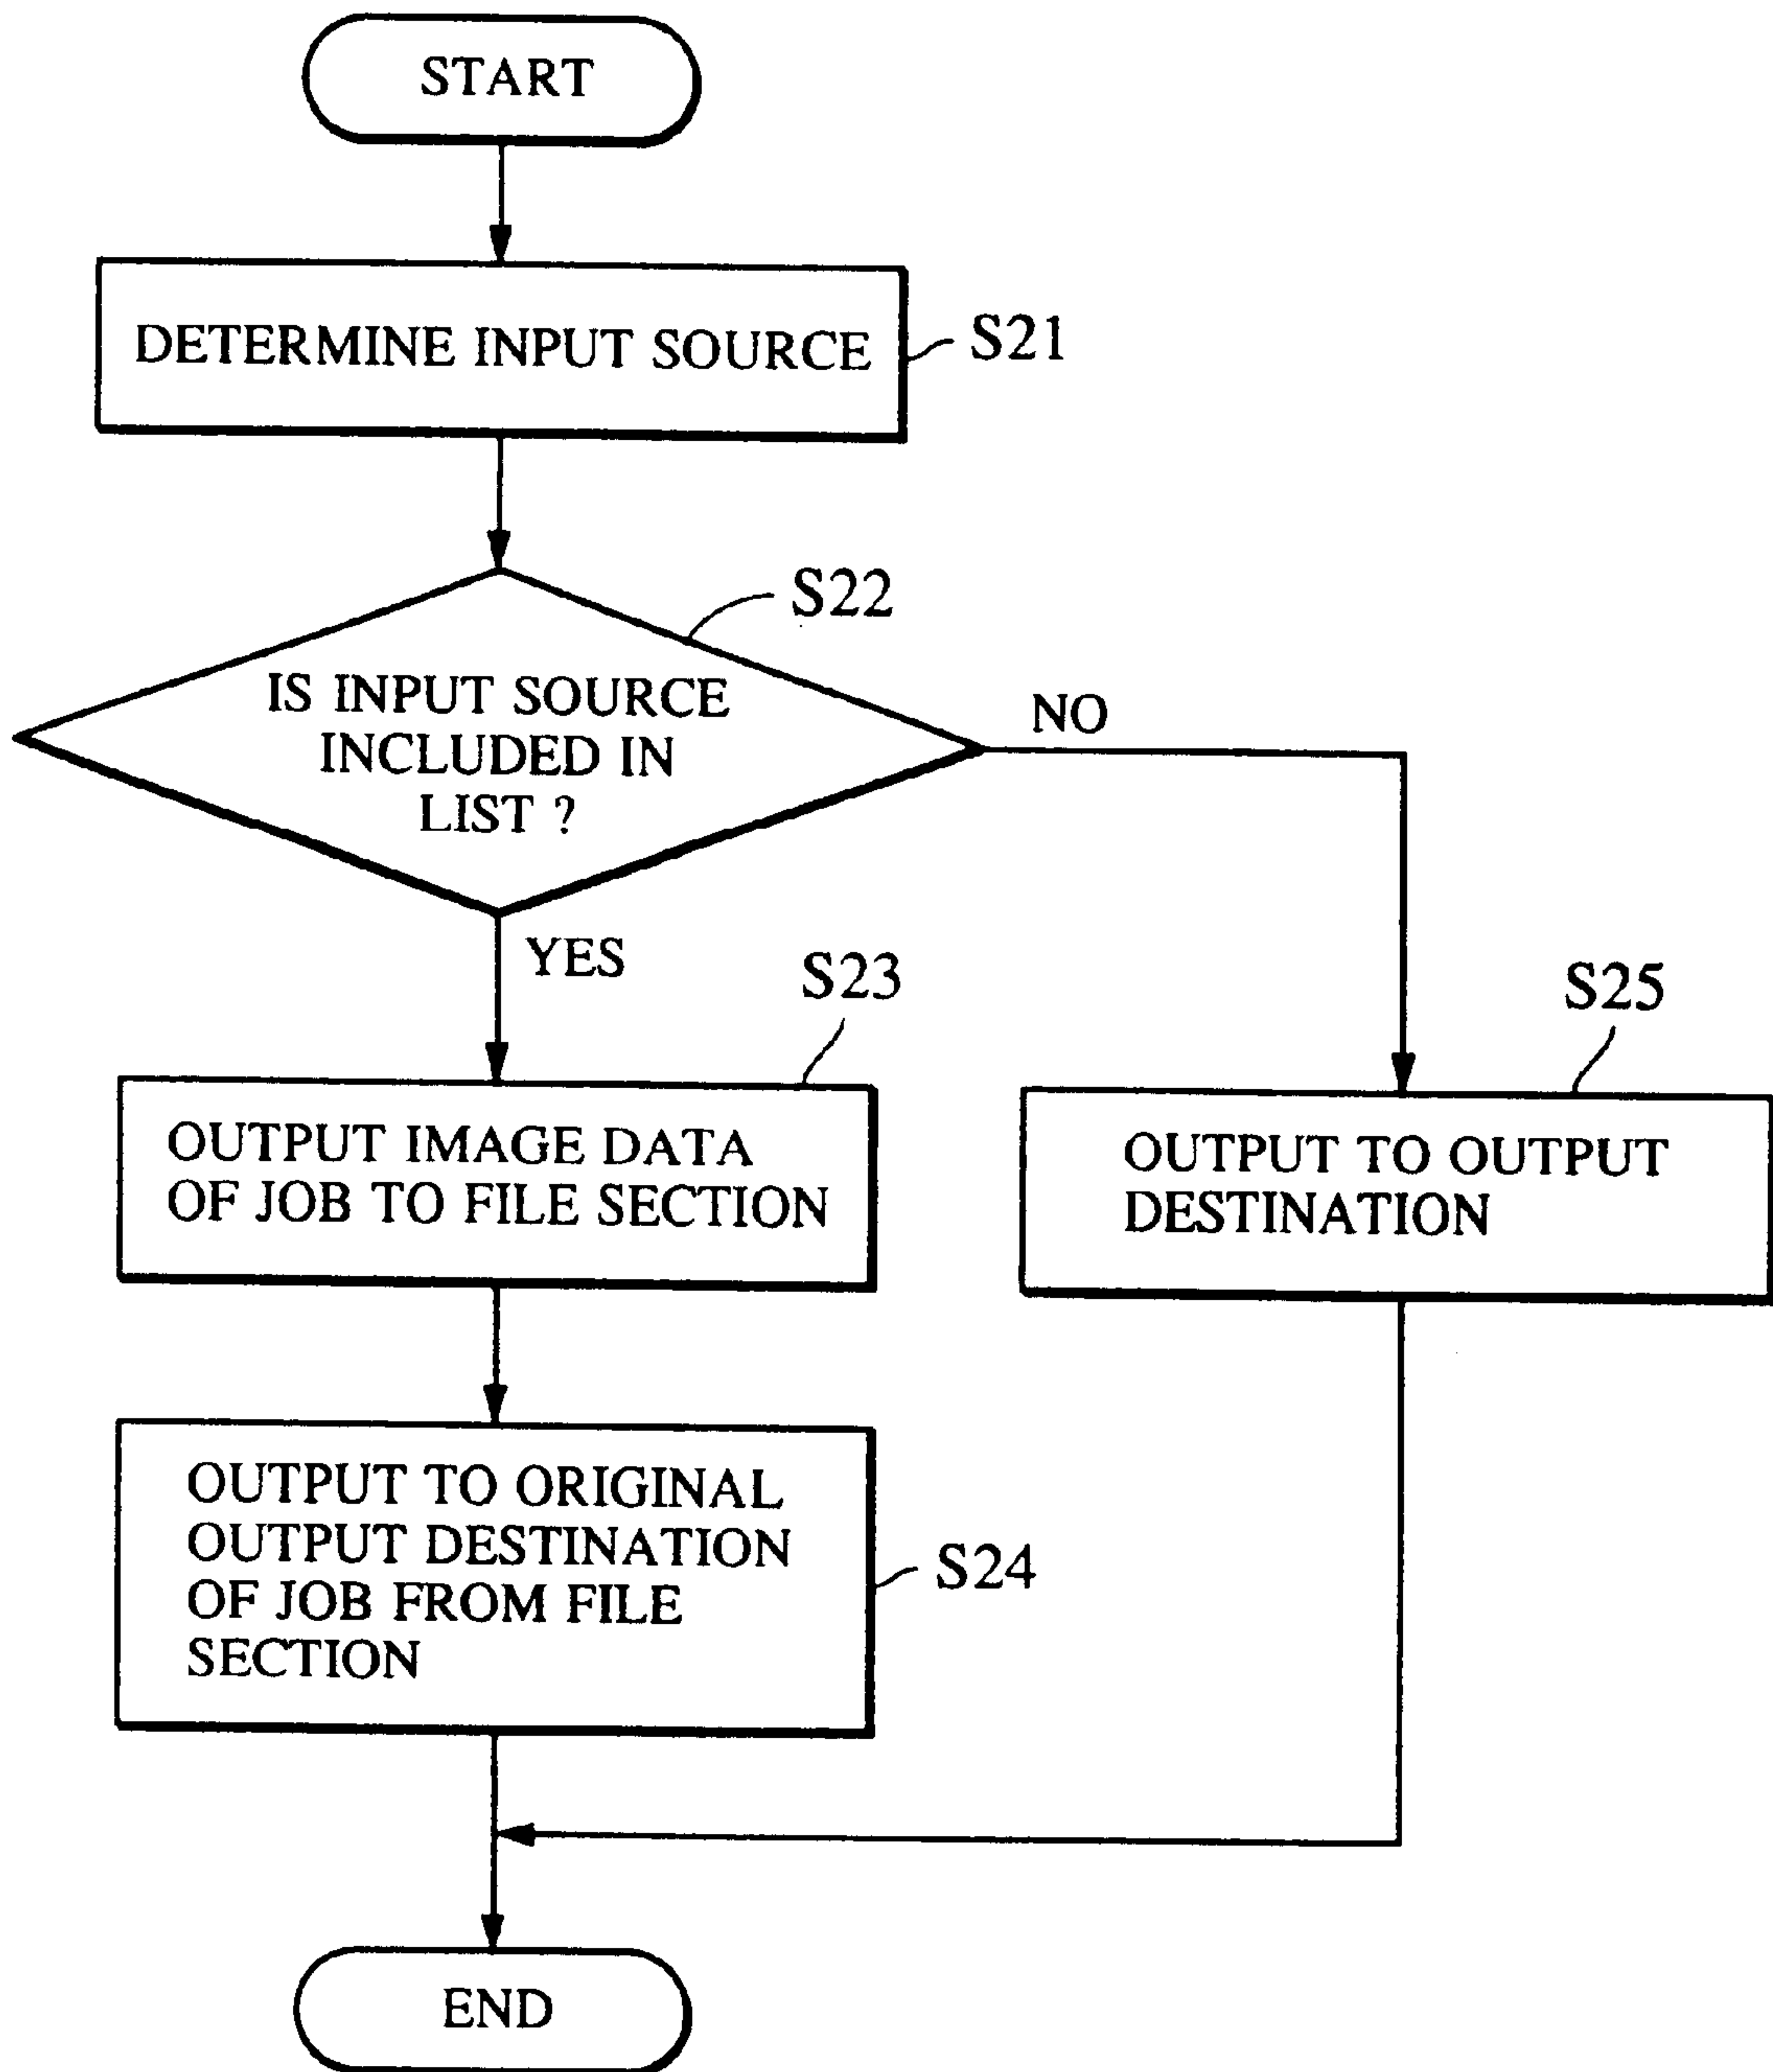 START
DETERMINE INPUT SOURCE
S21
S22
IS INPUT SOURCE
INCLUDED IN
LIST ?
NO
YES
S23
OUTPUT IMAGE DATA
OF JOB TO FILE SECTION
S25
OUTPUT TO OUTPUT
DESTINATION
OUTPUT TO ORIGINAL
OUTPUT DESTINATION
OF JOB FROM FILE
SECTION
S24
END